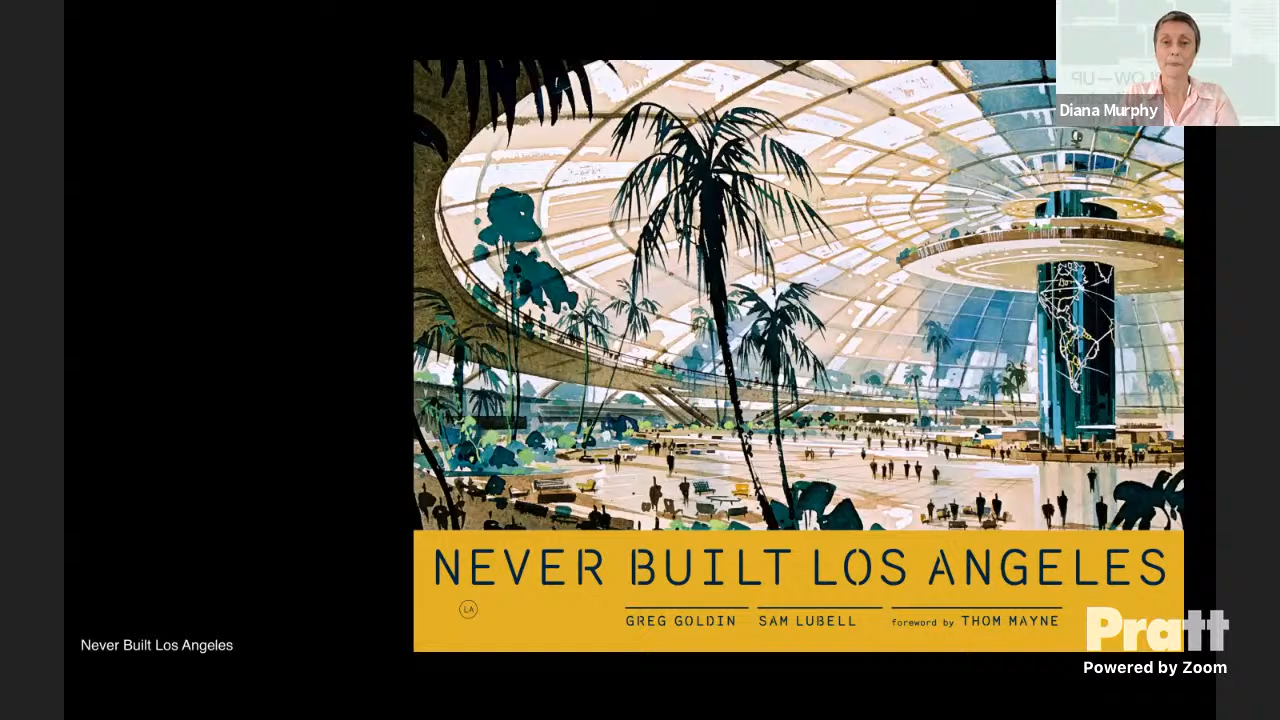 Diana Murphy
NEVER BUILT LOS ANGELES
LA
GREG GOLDIN SAM LUBELL foreword by THOM MAYNE
Never Built Los Angeles
Pratt
Powered by Zoom